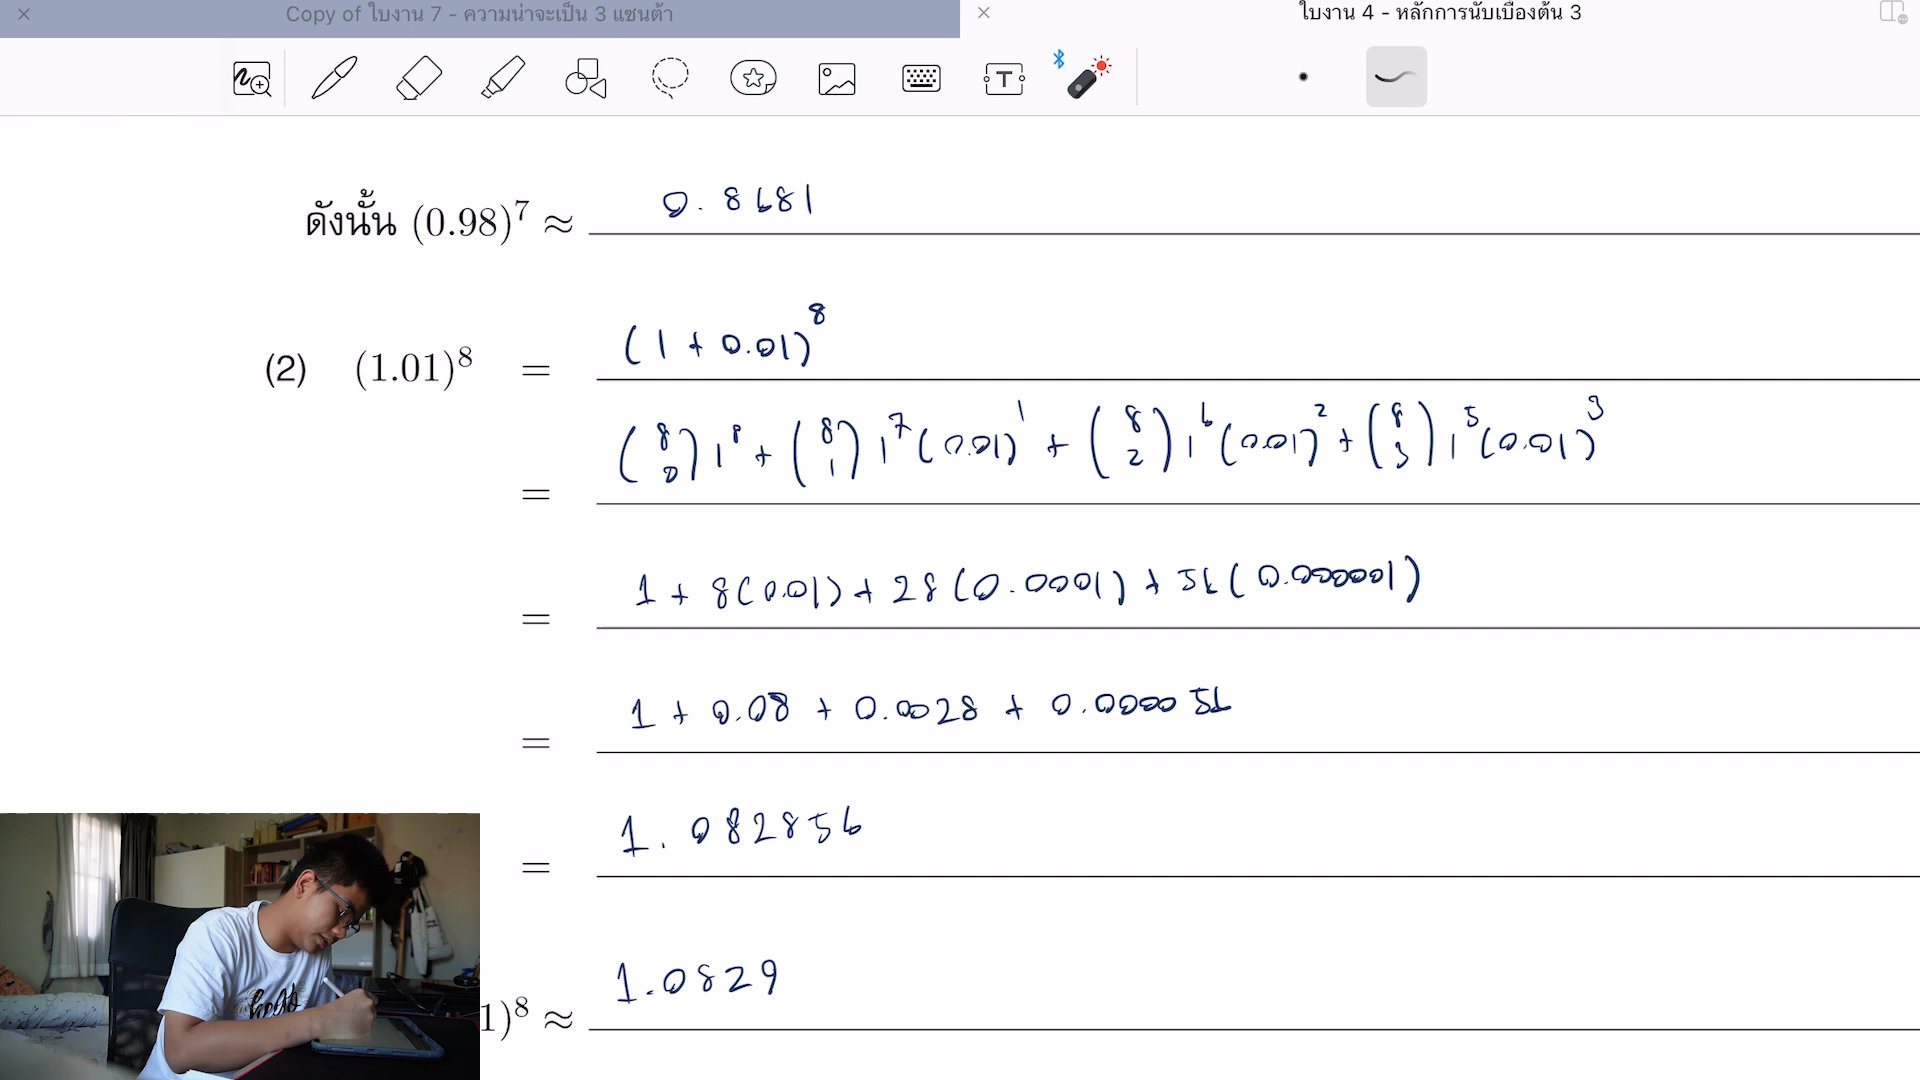 Copy of ใบงาน 7 - ความน่าจะเป็น 3 แซนต้า
ใบงาน 4 - หลักการนับเบื้องต้น 3
ดังนั้น (0.98)^7 ≈ 0.8681
(2) (1.01)^8 = (1 + 0.01)^8
= (8 0) 1^8 + (8 1) 1^7 (0.01)^1 + (8 2) 1^6 (0.01)^2 + (8 3) 1^5 (0.01)^3
= 1 + 8(0.01) + 28(0.0001) + 56(0.000001)
= 1 + 0.08 + 0.0028 + 0.000056
= 1.082856
1)^8 ≈ 1.0829
hello